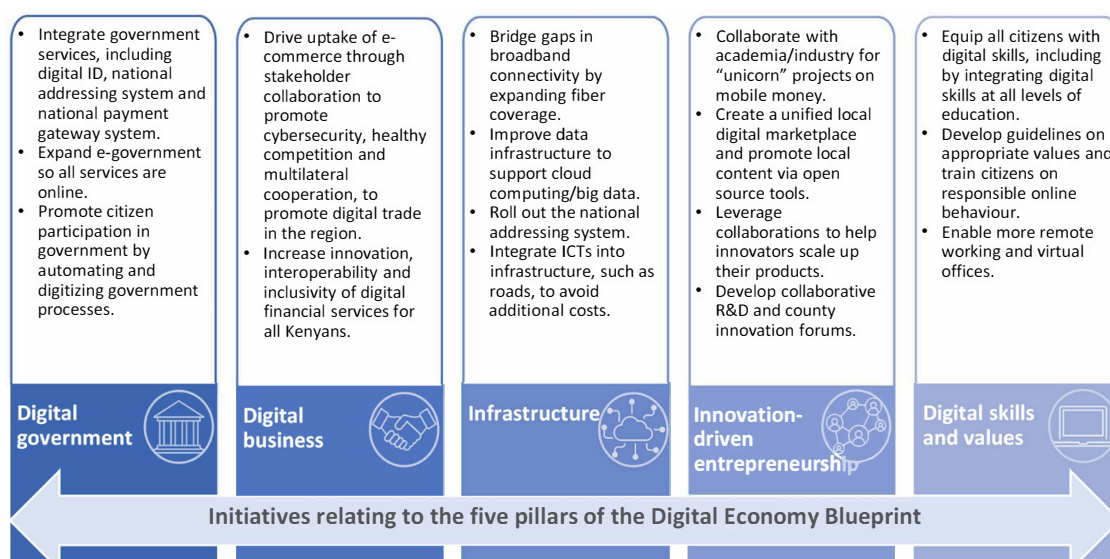 • Integrate government
services, including
digital ID, national
addressing system and
national payment
gateway system.
• Expand e-government
so all services are
online.
• Promote citizen
participation in
government by
automating and
digitizing government
processes.
Digital
government
• Drive uptake of e-
commerce through
stakeholder
collaboration to
promote
cybersecurity, healthy
competition and
multilateral
cooperation, to
promote digital trade
in the region.
• Increase innovation,
interoperability and
inclusivity of digital
financial services for
all Kenyans.
Digital
business
• Bridge gaps in
broadband
connectivity by
expanding fiber
coverage.
• Improve data
infrastructure to
support cloud
computing/big data.
• Roll out the national
addressing system.
• Integrate ICTs into
infrastructure, such as
roads, to avoid
additional costs.
Infrastructure
• Collaborate with
academia/industry for
“unicorn” projects on
mobile money.
• Create a unified local
digital marketplace
and promote local
content via open
source tools.
• Leverage
collaborations to help
innovators scale up
their products.
• Develop collaborative
R&D and county
innovation forums.
Innovation-
driven
entrepreneurship
• Equip all citizens with
digital skills, including
by integrating digital
skills at all levels of
education.
• Develop guidelines on
appropriate values and
train citizens on
responsible online
behaviour.
• Enable more remote
working and virtual
offices.
Digital skills
and values
Initiatives relating to the five pillars of the Digital Economy Blueprint